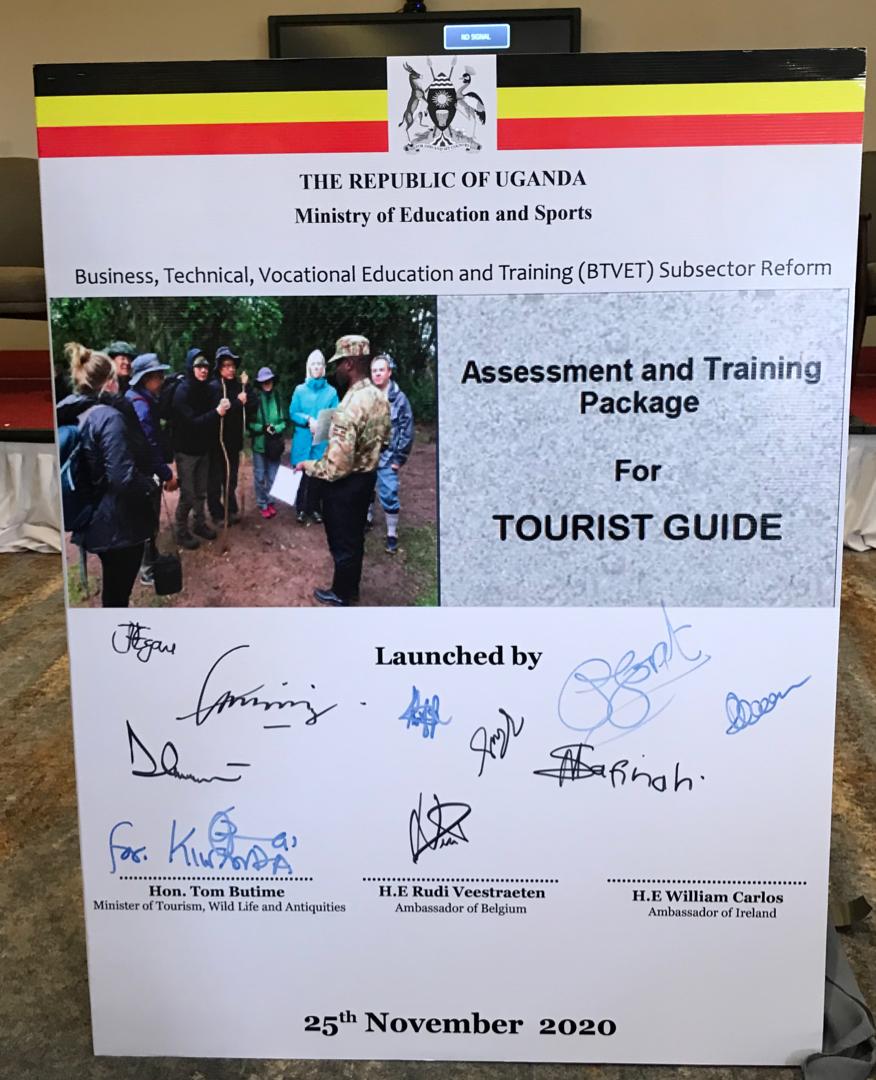 NO SIGNAL
THE REPUBLIC OF UGANDA
Ministry of Education and Sports
Business, Technical, Vocational Education and Training (BTVET) Subsector Reform
Assessment and Training
Package
For
TOURIST GUIDE
Launched by
for.
Hon. Tom Butime
Minister of Tourism, Wild Life and Antiquities
H.E Rudi Veestraeten
Ambassador of Belgium
H.E William Carlos
Ambassador of Ireland
25th November 2020